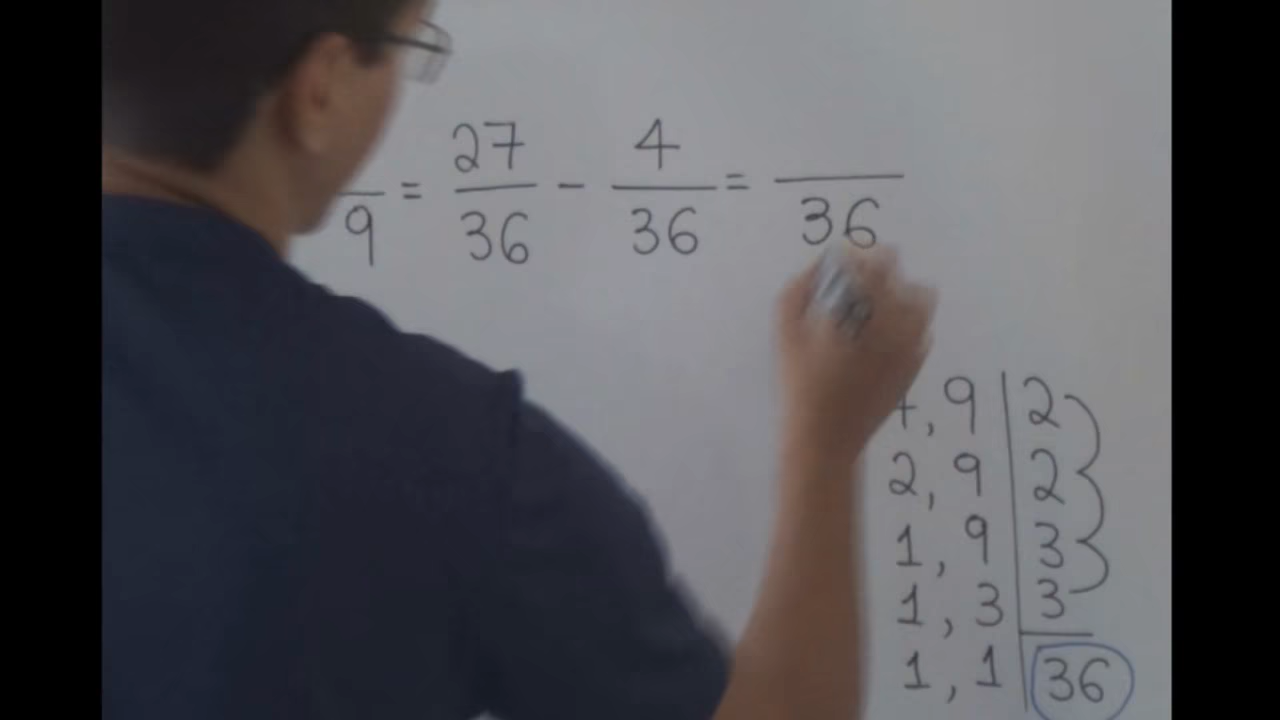 27 4
9 = 36 - 36 = 36
4, 9 | 2
2, 9 | 2
1, 9 | 3
1, 3 | 3
1, 1 | 36